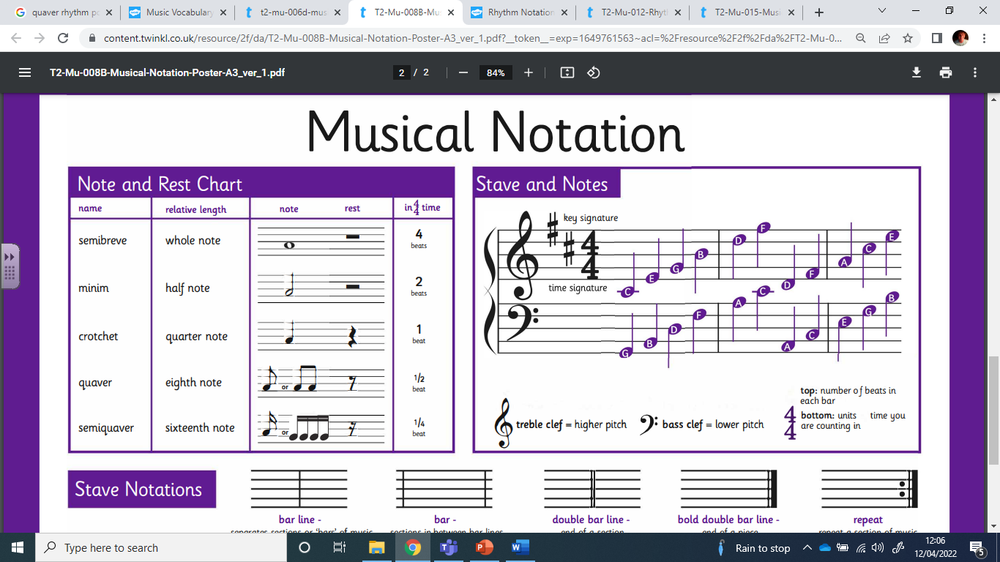 quaver rhythm po
Music Vocabulary
t2-mu-006d-mus
T2-Mu-008B-Mu
Rhythm Notation
T2-Mu-012-Rhyt
T2-Mu-015-Musi
content.twinkl.co.uk/resource/2f/da/T2-Mu-008B-Musical-Notation-Poster-A3_ver_1.pdf?__token__=exp=1649761563~acl=%2Fresource%2F2f%2Fda%2FT2-Mu-0...
T2-Mu-008B-Musical-Notation-Poster-A3_ver_1.pdf
2 / 2
84%
Musical Notation
Note and Rest Chart
name relative length note rest in 4/4 time
semibreve whole note 4
beats
minim half note 2
beats
crotchet quarter note 1
beat
quaver eighth note or 1/2
beat
semiquaver sixteenth note or 1/4
beat
Stave and Notes
key signature
4
4
time signature
C E G B D F D F A C E
G B D F A C A C E G B
treble clef = higher pitch
bass clef = lower pitch
4
4
top: number of beats in
each bar
bottom: units time you
are counting in
Stave Notations
bar line -
separates sections or 'bars' of music
bar -
sections in between bar lines
double bar line -
end of a section
bold double bar line -
end of a piece
repeat
repeat a section of music
Type here to search
Rain to stop
12:06
12/04/2022
5